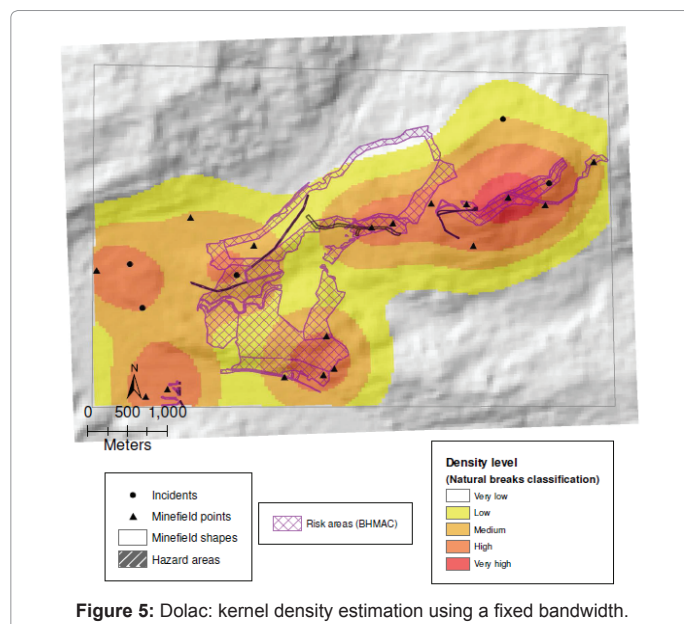 N
0 500 1,000
Meters
Incidents
Minefield points
Minefield shapes
Hazard areas
Risk areas (BHMAC)
Density level
(Natural breaks classification)
Very low
Low
Medium
High
Very high
Figure 5: Dolac: kernel density estimation using a fixed bandwidth.